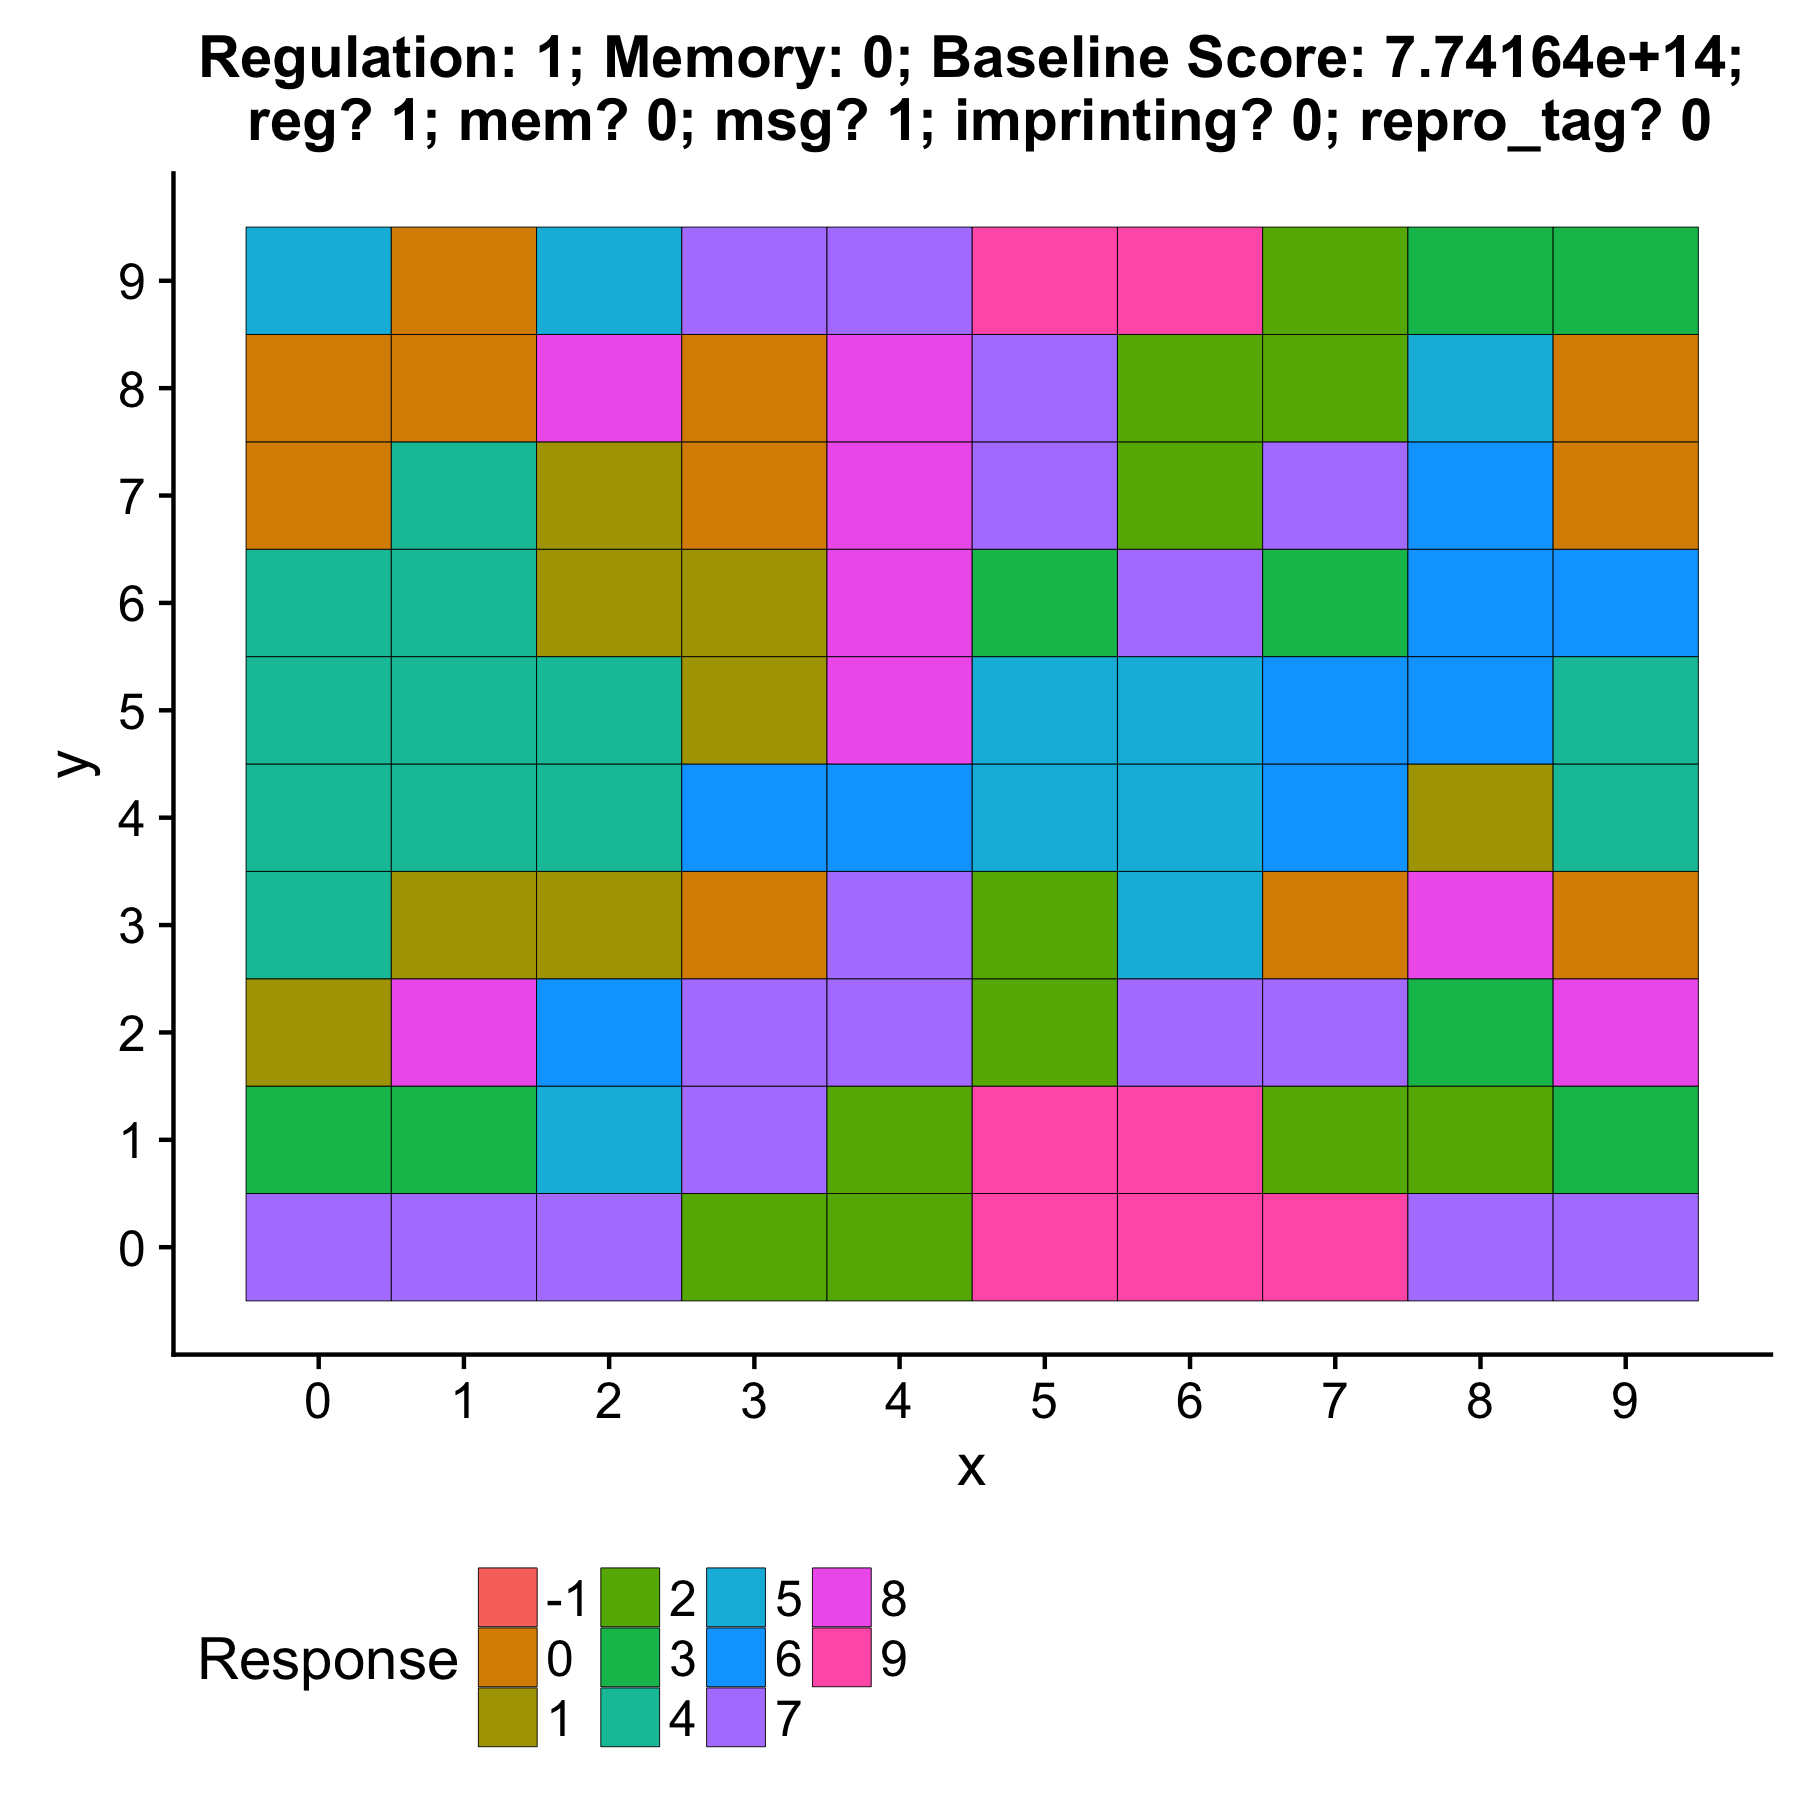 Regulation: 1; Memory: 0; Baseline Score: 7.74164e+14;
reg? 1; mem? 0; msg? 1; imprinting? 0; repro_tag? 0
9
8
7
6
5
4
3
2
1
0
y
0 1 2 3 4 5 6 7 8 9
x
Response
-1 2 5 8
0 3 6 9
1 4 7